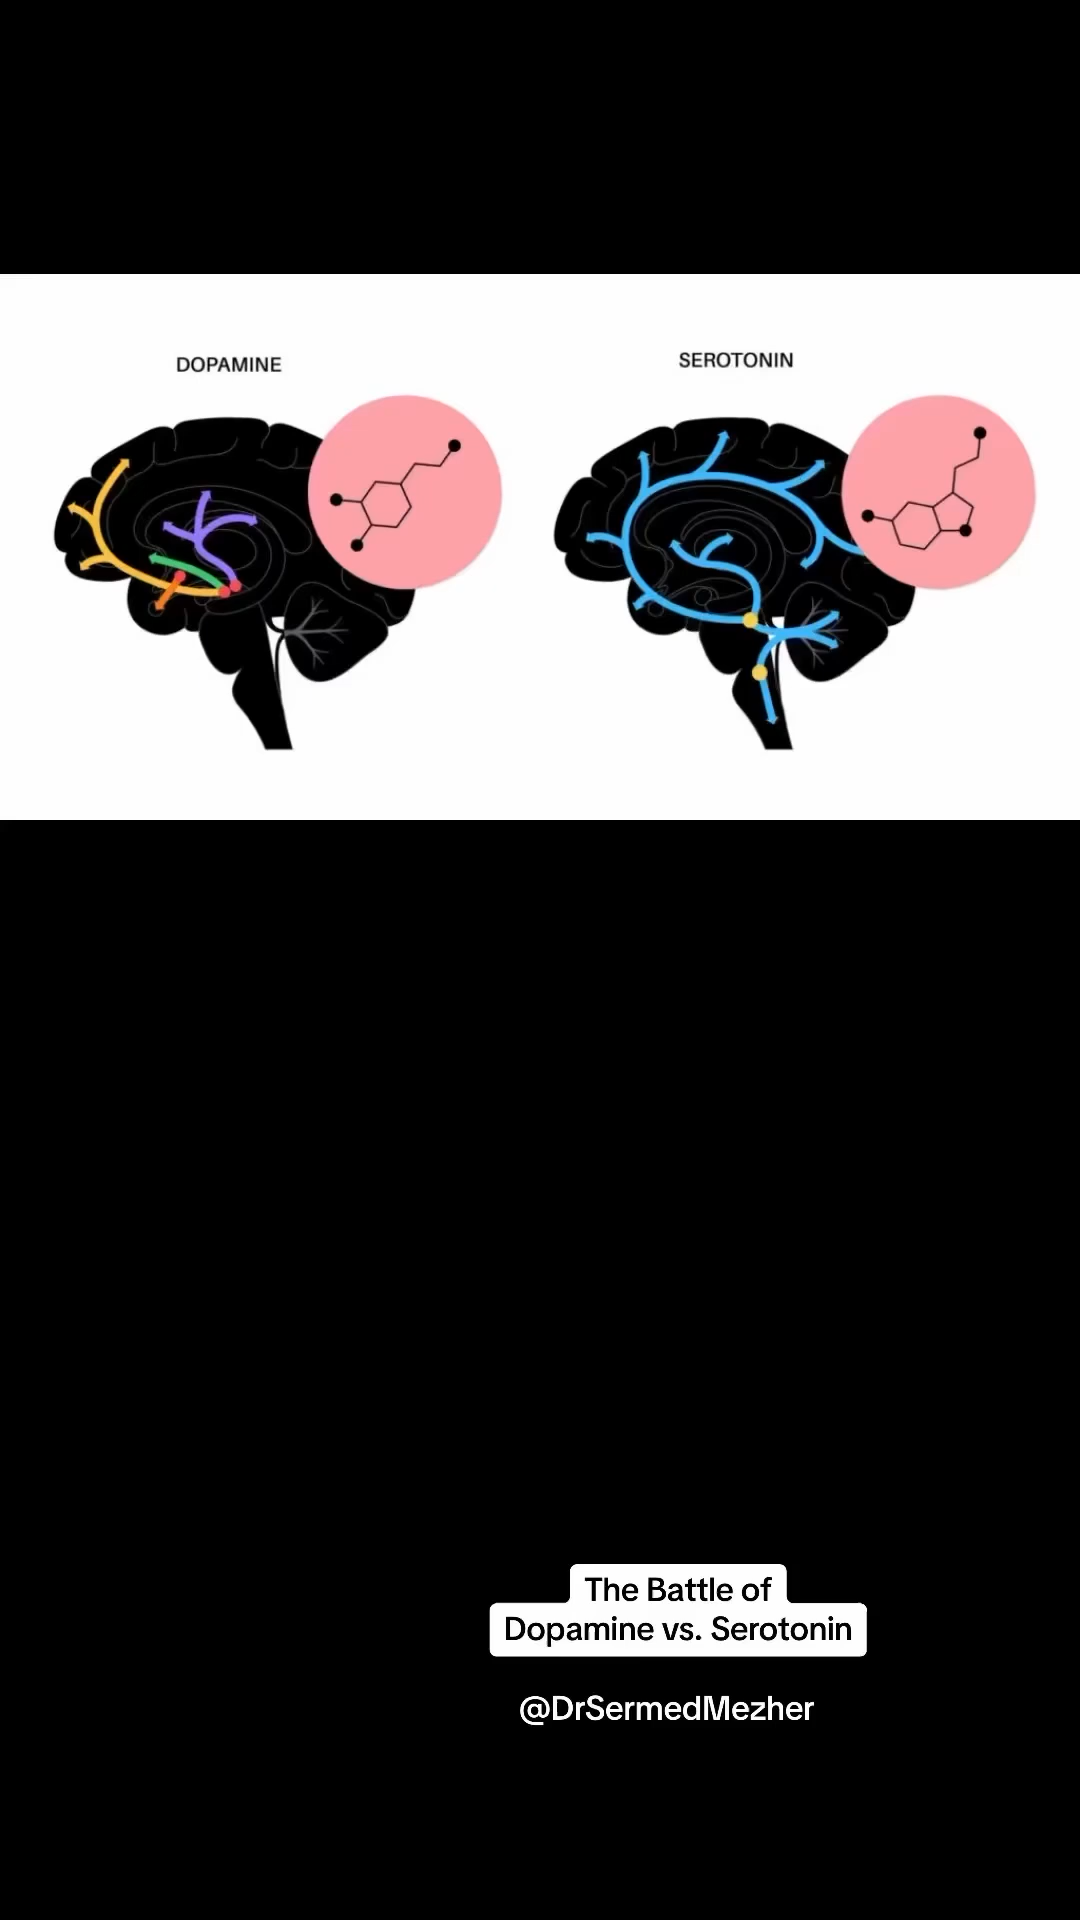 DOPAMINE
SEROTONIN
The Battle of
Dopamine vs. Serotonin
@DrSermedMezher